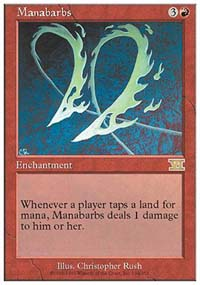 Manabarbs
3
Enchantment
Whenever a player taps a land for
mana, Manabarbs deals 1 damage
to him or her.
Illus. Christopher Rush